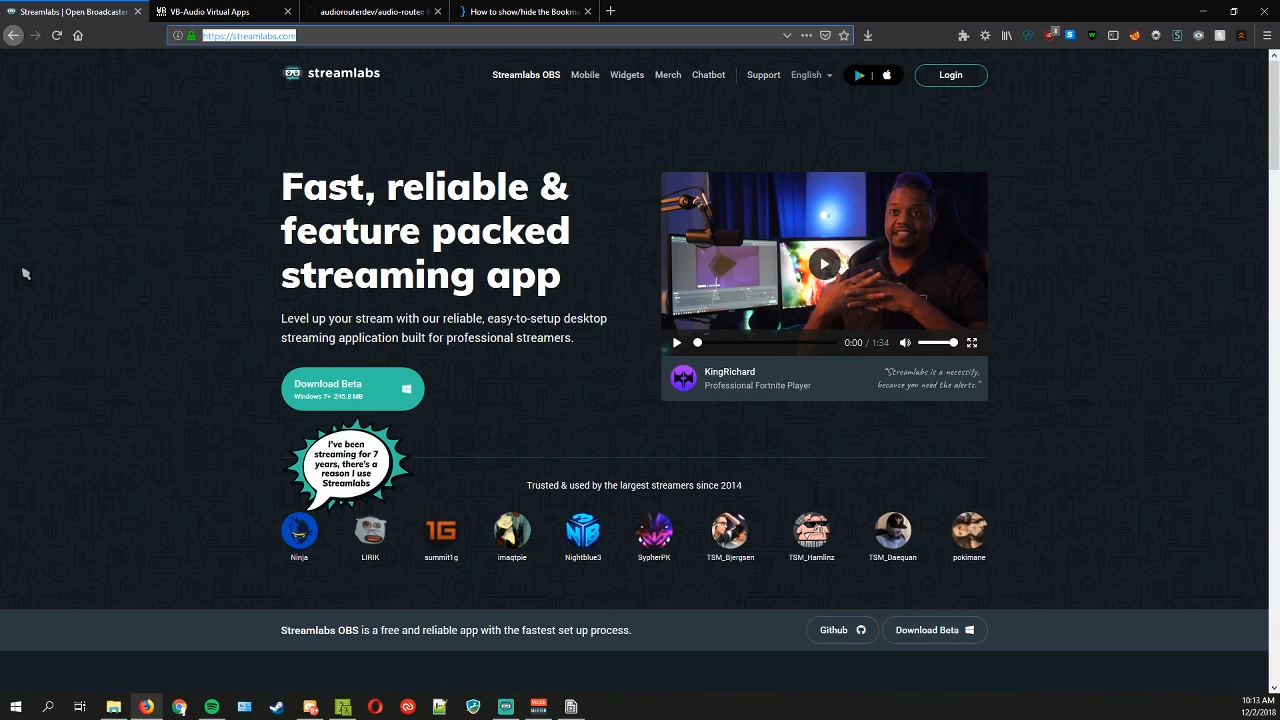 Streamlabs | Open Broadcaster
VB-Audio Virtual Apps
audiorouterdev/audio-router: R
How to show/hide the Bookma
https://streamlabs.com
streamlabs
Streamlabs OBS
Mobile
Widgets
Merch
Chatbot
Support
English
Login
Fast, reliable &
feature packed
streaming app
Level up your stream with our reliable, easy-to-setup desktop
streaming application built for professional streamers.
Download Beta
Windows 7+ 245.8 MB
0:00 / 1:34
KingRichard
Professional Fortnite Player
"Streamlabs is a necessity,
because you need the alerts."
I've been
streaming for 7
years, there's a
reason I use
Streamlabs
Trusted & used by the largest streamers since 2014
Ninja
LIRIK
summit1g
imaqtpie
Nightblue3
SypherPK
TSM_Bjergsen
TSM_Hamlinz
TSM_Daequan
pokimane
Streamlabs OBS is a free and reliable app with the fastest set up process.
Github
Download Beta
10:13 AM
12/2/2018